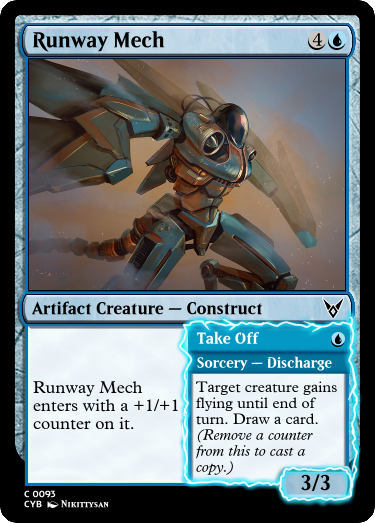 Runway Mech 4
Artifact Creature — Construct
Runway Mech
enters with a +1/+1
counter on it.
Take Off
Sorcery — Discharge
Target creature gains
flying until end of
turn. Draw a card.
(Remove a counter
from this to cast a
copy.)
3/3
C 0093
CYB Nikittysan